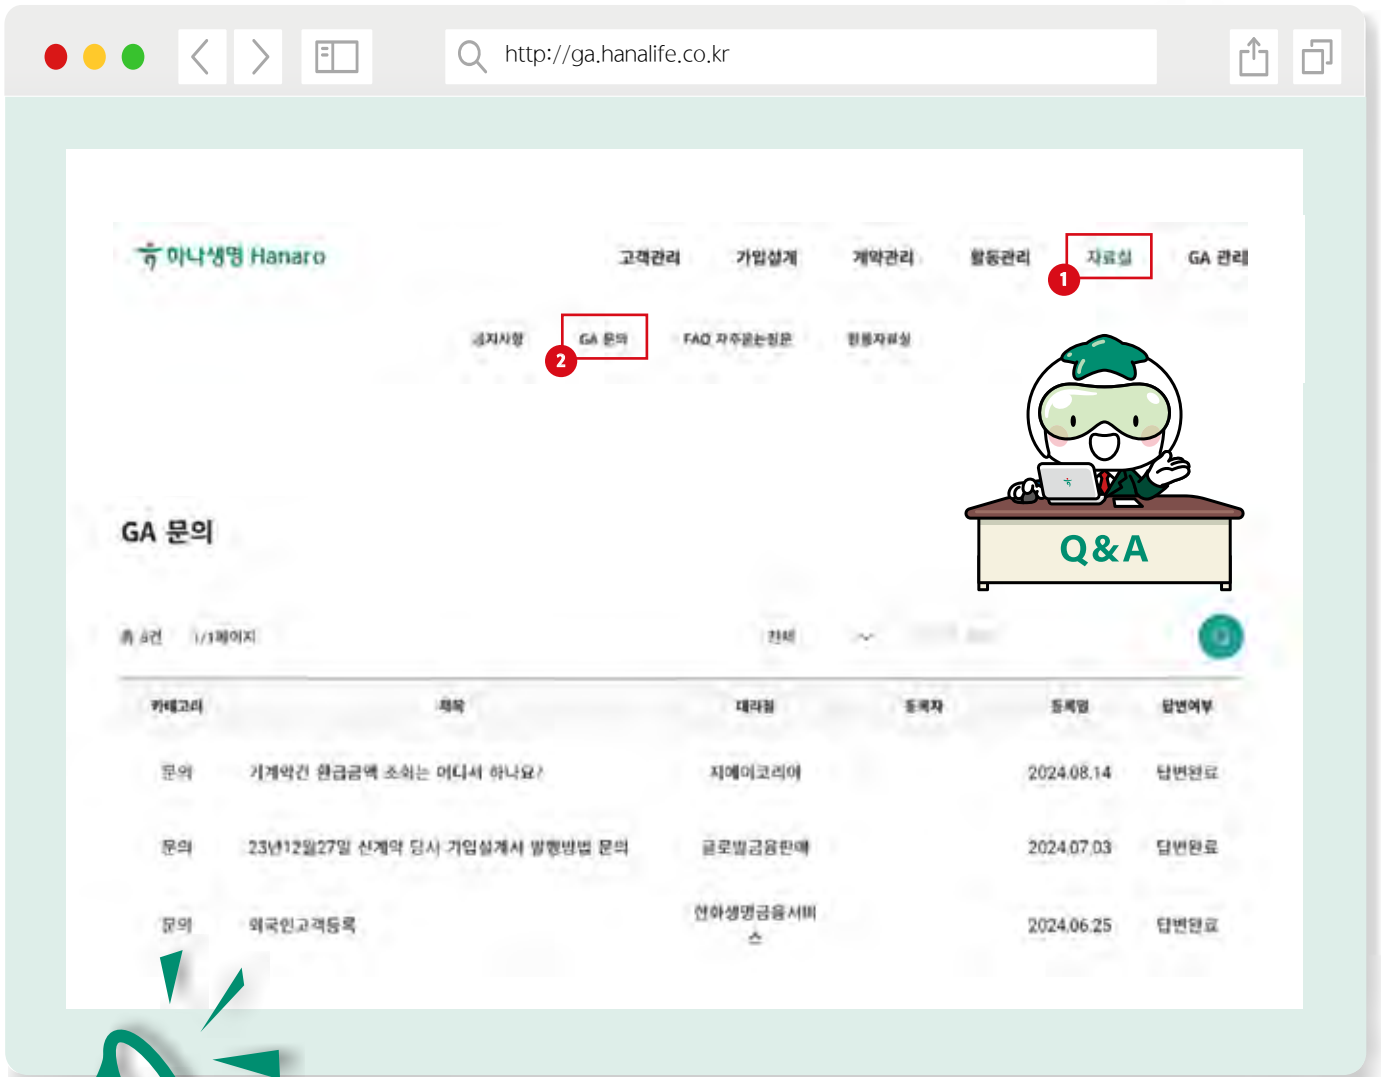 http://ga.hanalife.co.kr
하나생명 Hanaro
고객관리 가입설계 계약관리 활동관리 자료실 GA 관리
1
공지사항 GA 문의 FAQ 자주묻는질문 활용자료실
2
Q&A
GA 문의
1/1페이지 전체
카테고리 제목 대리점 등록자 등록일 답변여부
문의 기계약건 환급금액 조회는 어디서 하나요? 지에이코리아 2024.08.14 답변완료
문의 23년12월27일 신계약 당시 가입설계서 발행방법 문의 글로벌금융판매 2024.07.03 답변완료
문의 외국인고객등록 한화생명금융서비스 2024.06.25 답변완료